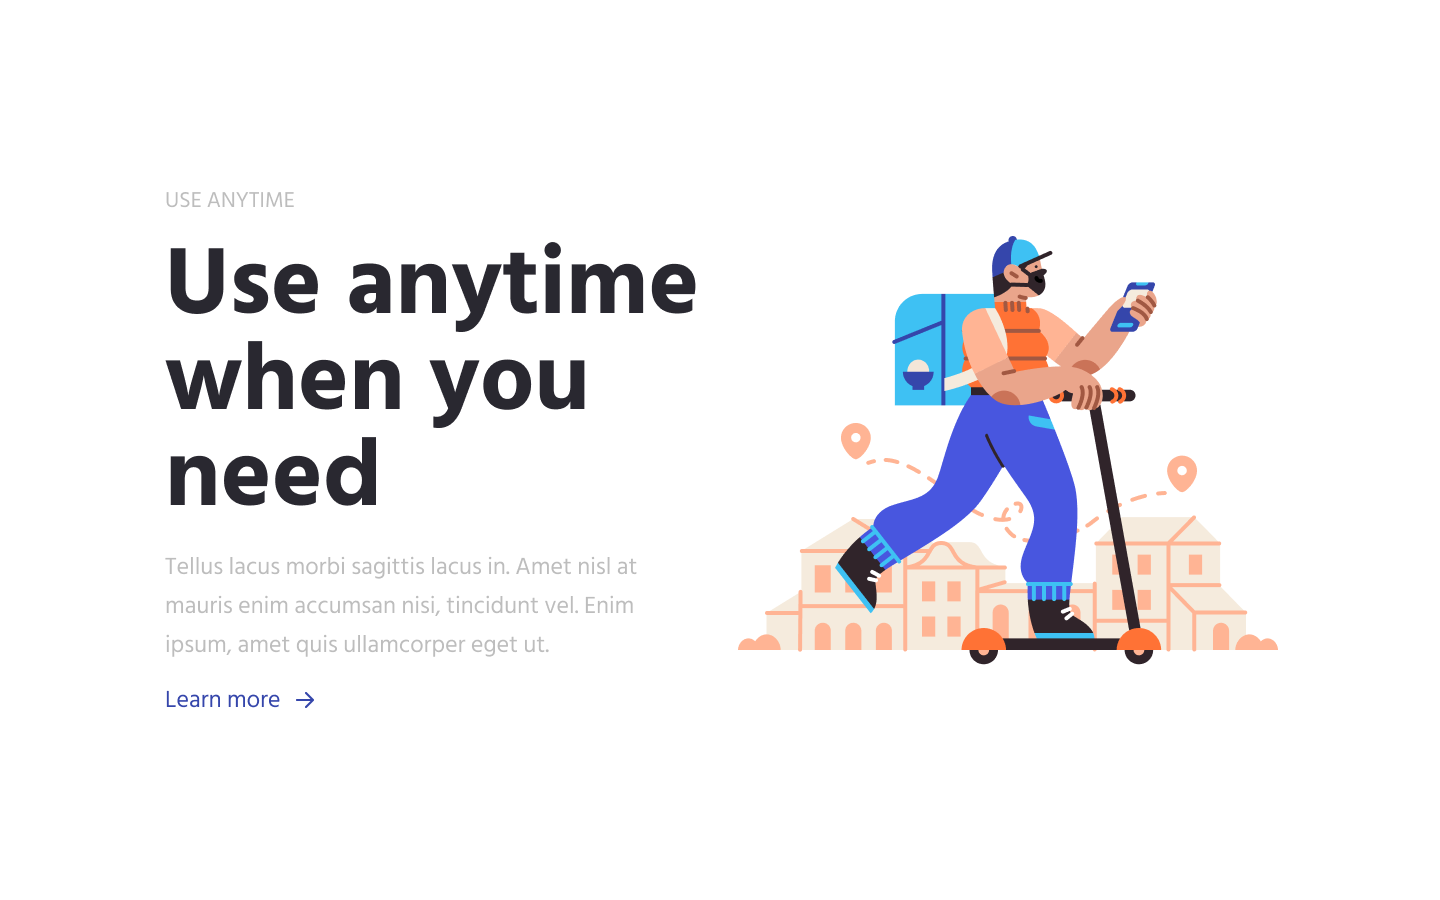 USE ANYTIME
Use anytime
when you
need
Tellus lacus morbi sagittis lacus in. Amet nisl at
mauris enim accumsan nisi, tincidunt vel. Enim
ipsum, amet quis ullamcorper eget ut.
Learn more →